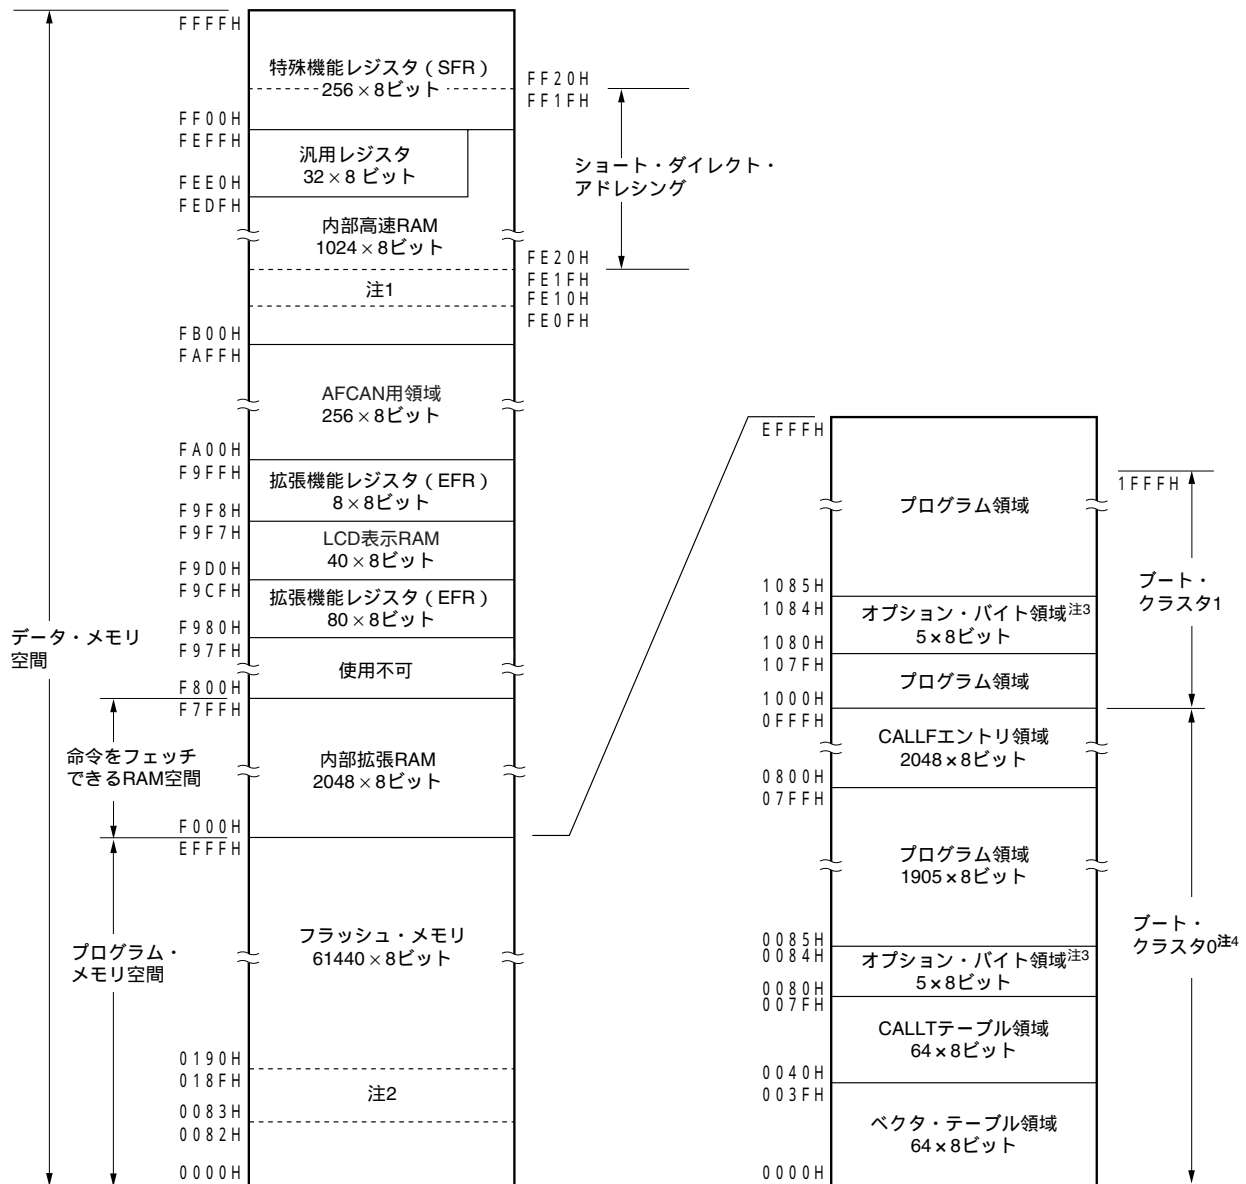 FFFFH
特殊機能レジスタ（SFR）
256×8ビット
FF20H
FF1FH
FF00H
FEFFH
汎用レジスタ
32×8 ビット
ショート・ダイレクト・
アドレシング
FEE0H
FEDFH
内部高速RAM
1024×8ビット
FE20H
FE1FH
注1
FE10H
FE0FH
FB00H
FAFFH
AFCAN用領域
256×8ビット
FA00H
F9FFH
拡張機能レジスタ（EFR）
8×8ビット
F9F8H
F9F7H
LCD表示RAM
40×8ビット
F9D0H
F9CFH
拡張機能レジスタ（EFR）
80×8ビット
F980H
F97FH
データ・メモリ
空間
使用不可
F800H
F7FFH
命令をフェッチ
できるRAM空間
内部拡張RAM
2048×8ビット
F000H
EFFFH
プログラム・
メモリ空間
フラッシュ・メモリ
61440×8ビット
0190H
018FH
注2
0083H
0082H
0000H
EFFFH
プログラム領域
1FFFH
1085H
1084H
オプション・バイト領域注3
5×8ビット
ブート・
クラスタ1
1080H
107FH
プログラム領域
1000H
0FFFH
CALLFエントリ領域
2048×8ビット
0800H
07FFH
プログラム領域
1905×8ビット
ブート・
クラスタ0注4
0085H
0084H
オプション・バイト領域注3
5×8ビット
0080H
007FH
CALLTテーブル領域
64×8ビット
0040H
003FH
ベクタ・テーブル領域
64×8ビット
0000H